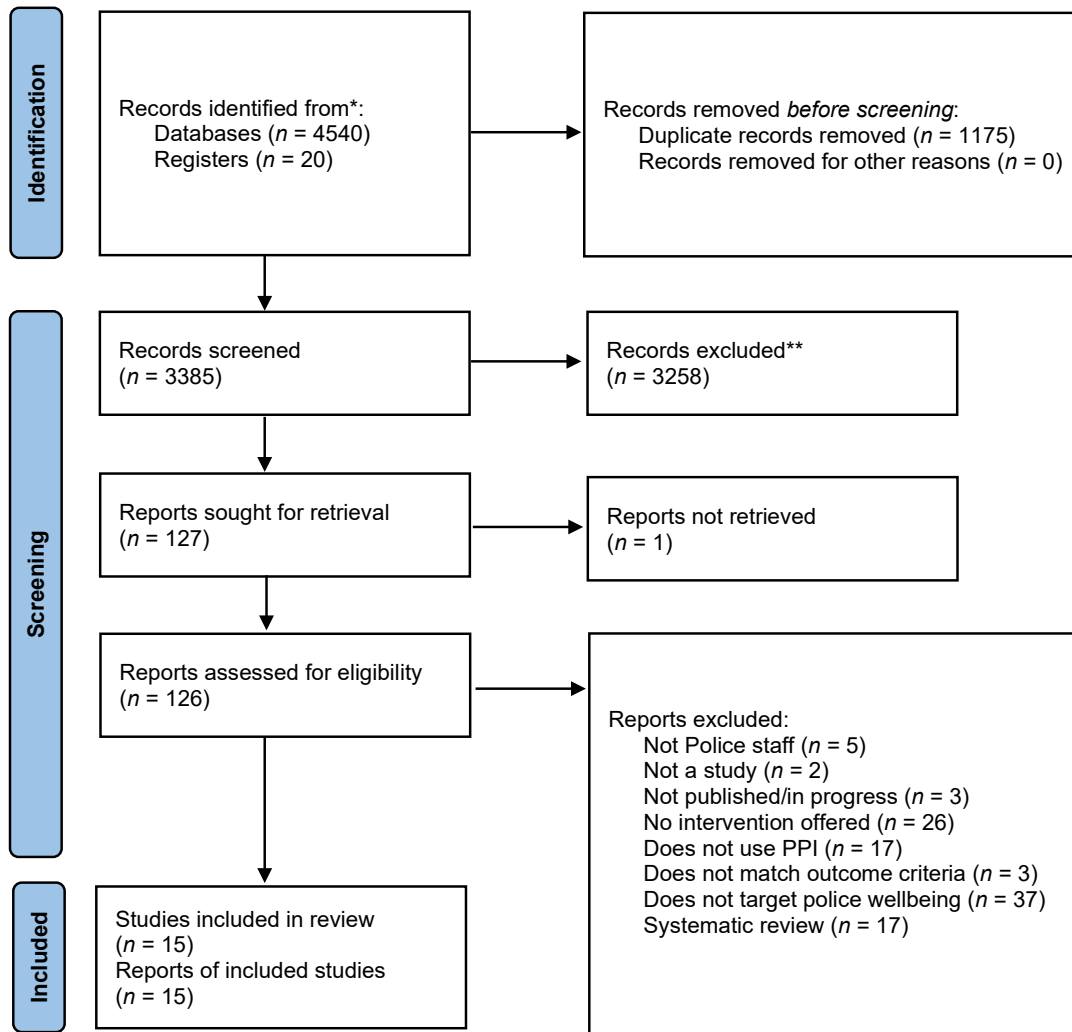 Identification
Records identified from*:
Databases (n = 4540)
Registers (n = 20)
Records removed before screening:
Duplicate records removed (n = 1175)
Records removed for other reasons (n = 0)
Screening
Records screened
(n = 3385)
Records excluded**
(n = 3258)
Reports sought for retrieval
(n = 127)
Reports not retrieved
(n = 1)
Reports assessed for eligibility
(n = 126)
Reports excluded:
Not Police staff (n = 5)
Not a study (n = 2)
Not published/in progress (n = 3)
No intervention offered (n = 26)
Does not use PPI (n = 17)
Does not match outcome criteria (n = 3)
Does not target police wellbeing (n = 37)
Systematic review (n = 17)
Included
Studies included in review
(n = 15)
Reports of included studies
(n = 15)